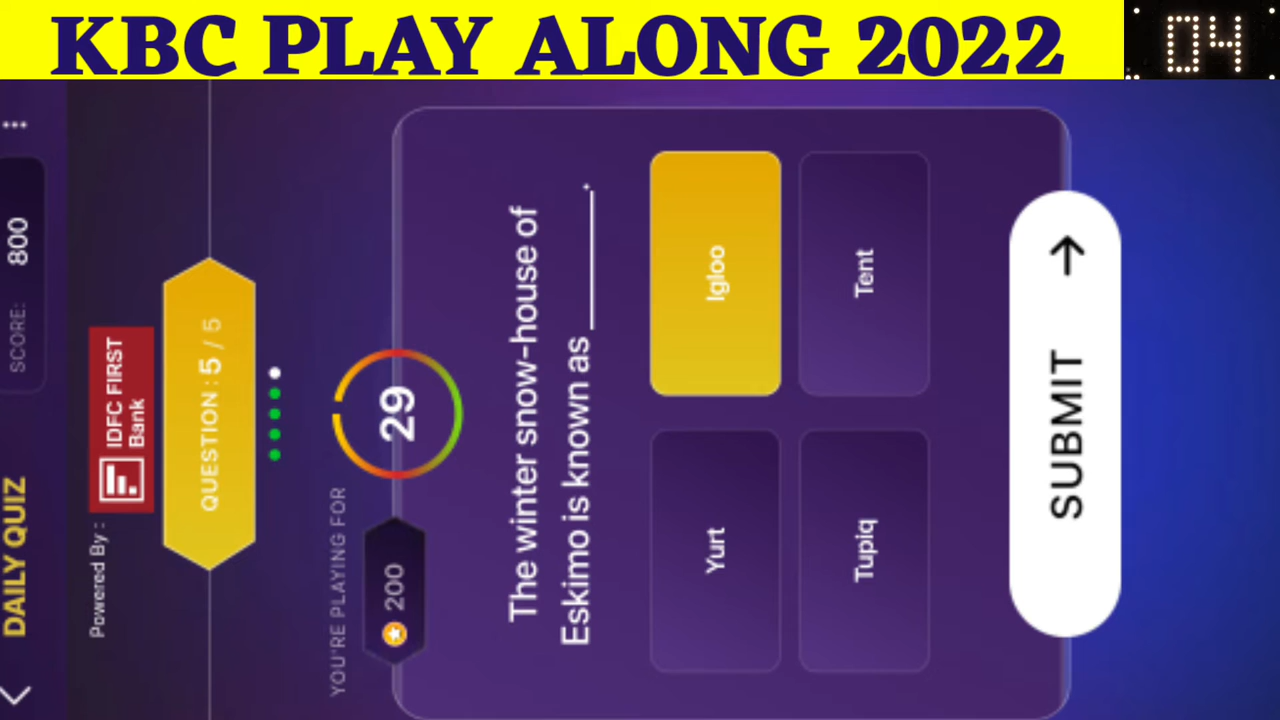 KBC PLAY ALONG 2022
04
DAILY QUIZ
SCORE: 800
Powered By :
IDFC FIRST
Bank
QUESTION : 5 / 5
YOU'RE PLAYING FOR
200
29
The winter snow-house of
Eskimo is known as ________.
Yurt
Igloo
Tupiq
Tent
SUBMIT →